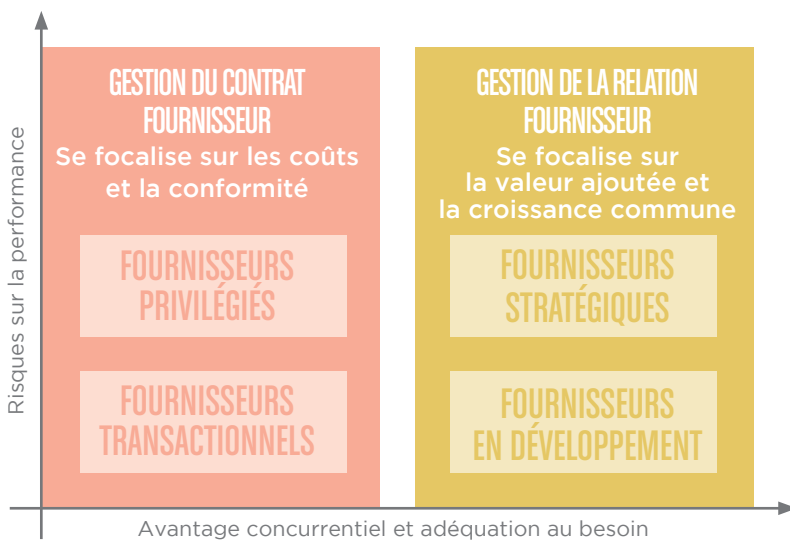 GESTION DU CONTRAT
FOURNISSEUR
Se focalise sur les coûts
et la conformité
FOURNISSEURS
PRIVILÉGIÉS
FOURNISSEURS
TRANSACTIONNELS
GESTION DE LA RELATION
FOURNISSEUR
Se focalise sur
la valeur ajoutée et
la croissance commune
FOURNISSEURS
STRATÉGIQUES
FOURNISSEURS
EN DÉVELOPPEMENT
Risques sur la performance
Avantage concurrentiel et adéquation au besoin